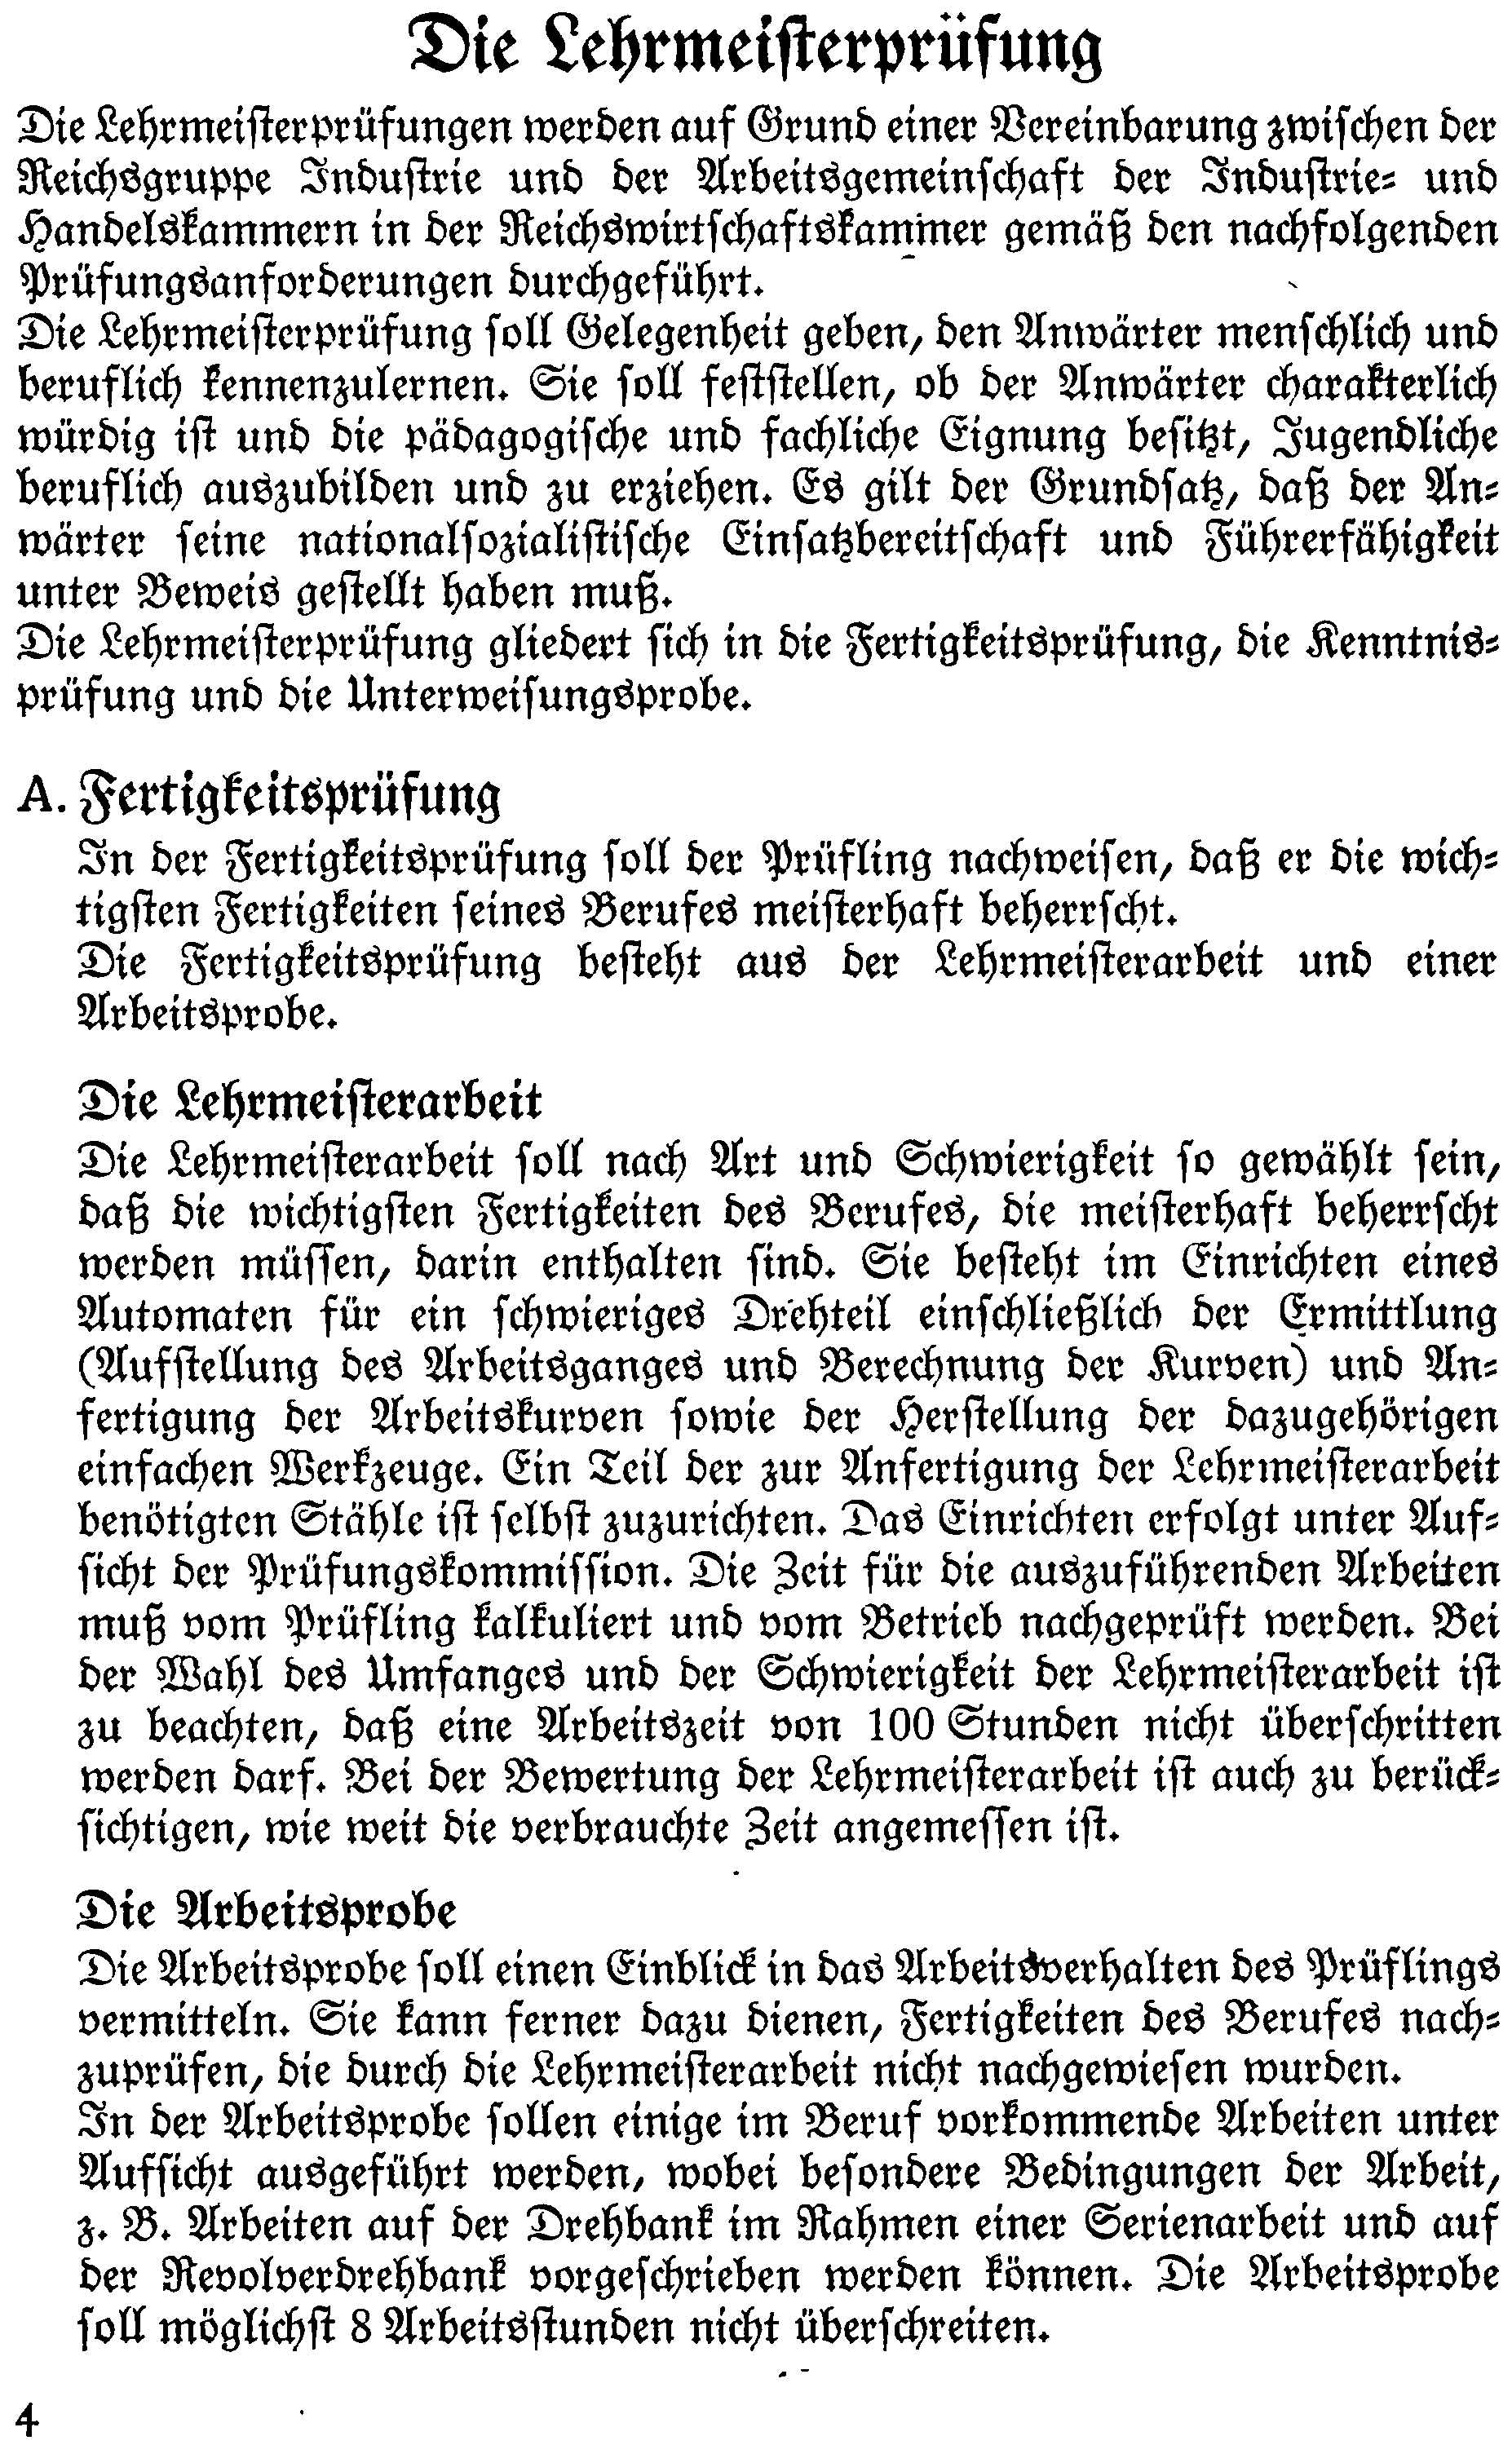 Die Lehrmeisterprüfung
Die Lehrmeisterprüfungen werden auf Grund einer Vereinbarung zwischen der
Reichsgruppe Industrie und der Arbeitsgemeinschaft der Industrie- und
Handelskammern in der Reichswirtschaftskammer gemäß den nachfolgenden
Prüfungsanforderungen durchgeführt.
Die Lehrmeisterprüfung soll Gelegenheit geben, den Anwärter menschlich und
beruflich kennenzulernen. Sie soll feststellen, ob der Anwärter charakterlich
würdig ist und die pädagogische und fachliche Eignung besitzt, Jugendliche
beruflich auszubilden und zu erziehen. Es gilt der Grundsatz, daß der An-
wärter seine nationalsozialistische Einsatzbereitschaft und Führerfähigkeit
unter Beweis gestellt haben muß.
Die Lehrmeisterprüfung gliedert sich in die Fertigkeitsprüfung, die Kenntnis-
prüfung und die Unterweisungsprobe.
A. Fertigkeitsprüfung
In der Fertigkeitsprüfung soll der Prüfling nachweisen, daß er die wich-
tigsten Fertigkeiten seines Berufes meisterhaft beherrscht.
Die Fertigkeitsprüfung besteht aus der Lehrmeisterarbeit und einer
Arbeitsprobe.
Die Lehrmeisterarbeit
Die Lehrmeisterarbeit soll nach Art und Schwierigkeit so gewählt sein,
daß die wichtigsten Fertigkeiten des Berufes, die meisterhaft beherrscht
werden müssen, darin enthalten sind. Sie besteht im Einrichten eines
Automaten für ein schwieriges Drehteil einschließlich der Ermittlung
(Aufstellung des Arbeitsganges und Berechnung der Kurven) und An-
fertigung der Arbeitskurven sowie der Herstellung der dazugehörigen
einfachen Werkzeuge. Ein Teil der zur Anfertigung der Lehrmeisterarbeit
benötigten Stähle ist selbst zuzurichten. Das Einrichten erfolgt unter Auf-
sicht der Prüfungskommission. Die Zeit für die auszuführenden Arbeiten
muß vom Prüfling kalkuliert und vom Betrieb nachgeprüft werden. Bei
der Wahl des Umfanges und der Schwierigkeit der Lehrmeisterarbeit ist
zu beachten, daß eine Arbeitszeit von 100 Stunden nicht überschritten
werden darf. Bei der Bewertung der Lehrmeisterarbeit ist auch zu berück-
sichtigen, wie weit die verbrauchte Zeit angemessen ist.
Die Arbeitsprobe
Die Arbeitsprobe soll einen Einblick in das Arbeitsverhalten des Prüflings
vermitteln. Sie kann ferner dazu dienen, Fertigkeiten des Berufes nach-
zuprüfen, die durch die Lehrmeisterarbeit nicht nachgewiesen wurden.
In der Arbeitsprobe sollen einige im Beruf vorkommende Arbeiten unter
Aufsicht ausgeführt werden, wobei besondere Bedingungen der Arbeit,
z. B. Arbeiten auf der Drehbank im Rahmen einer Serienarbeit und auf
der Revolverdrehbank vorgeschrieben werden können. Die Arbeitsprobe
soll möglichst 8 Arbeitsstunden nicht überschreiten.
4